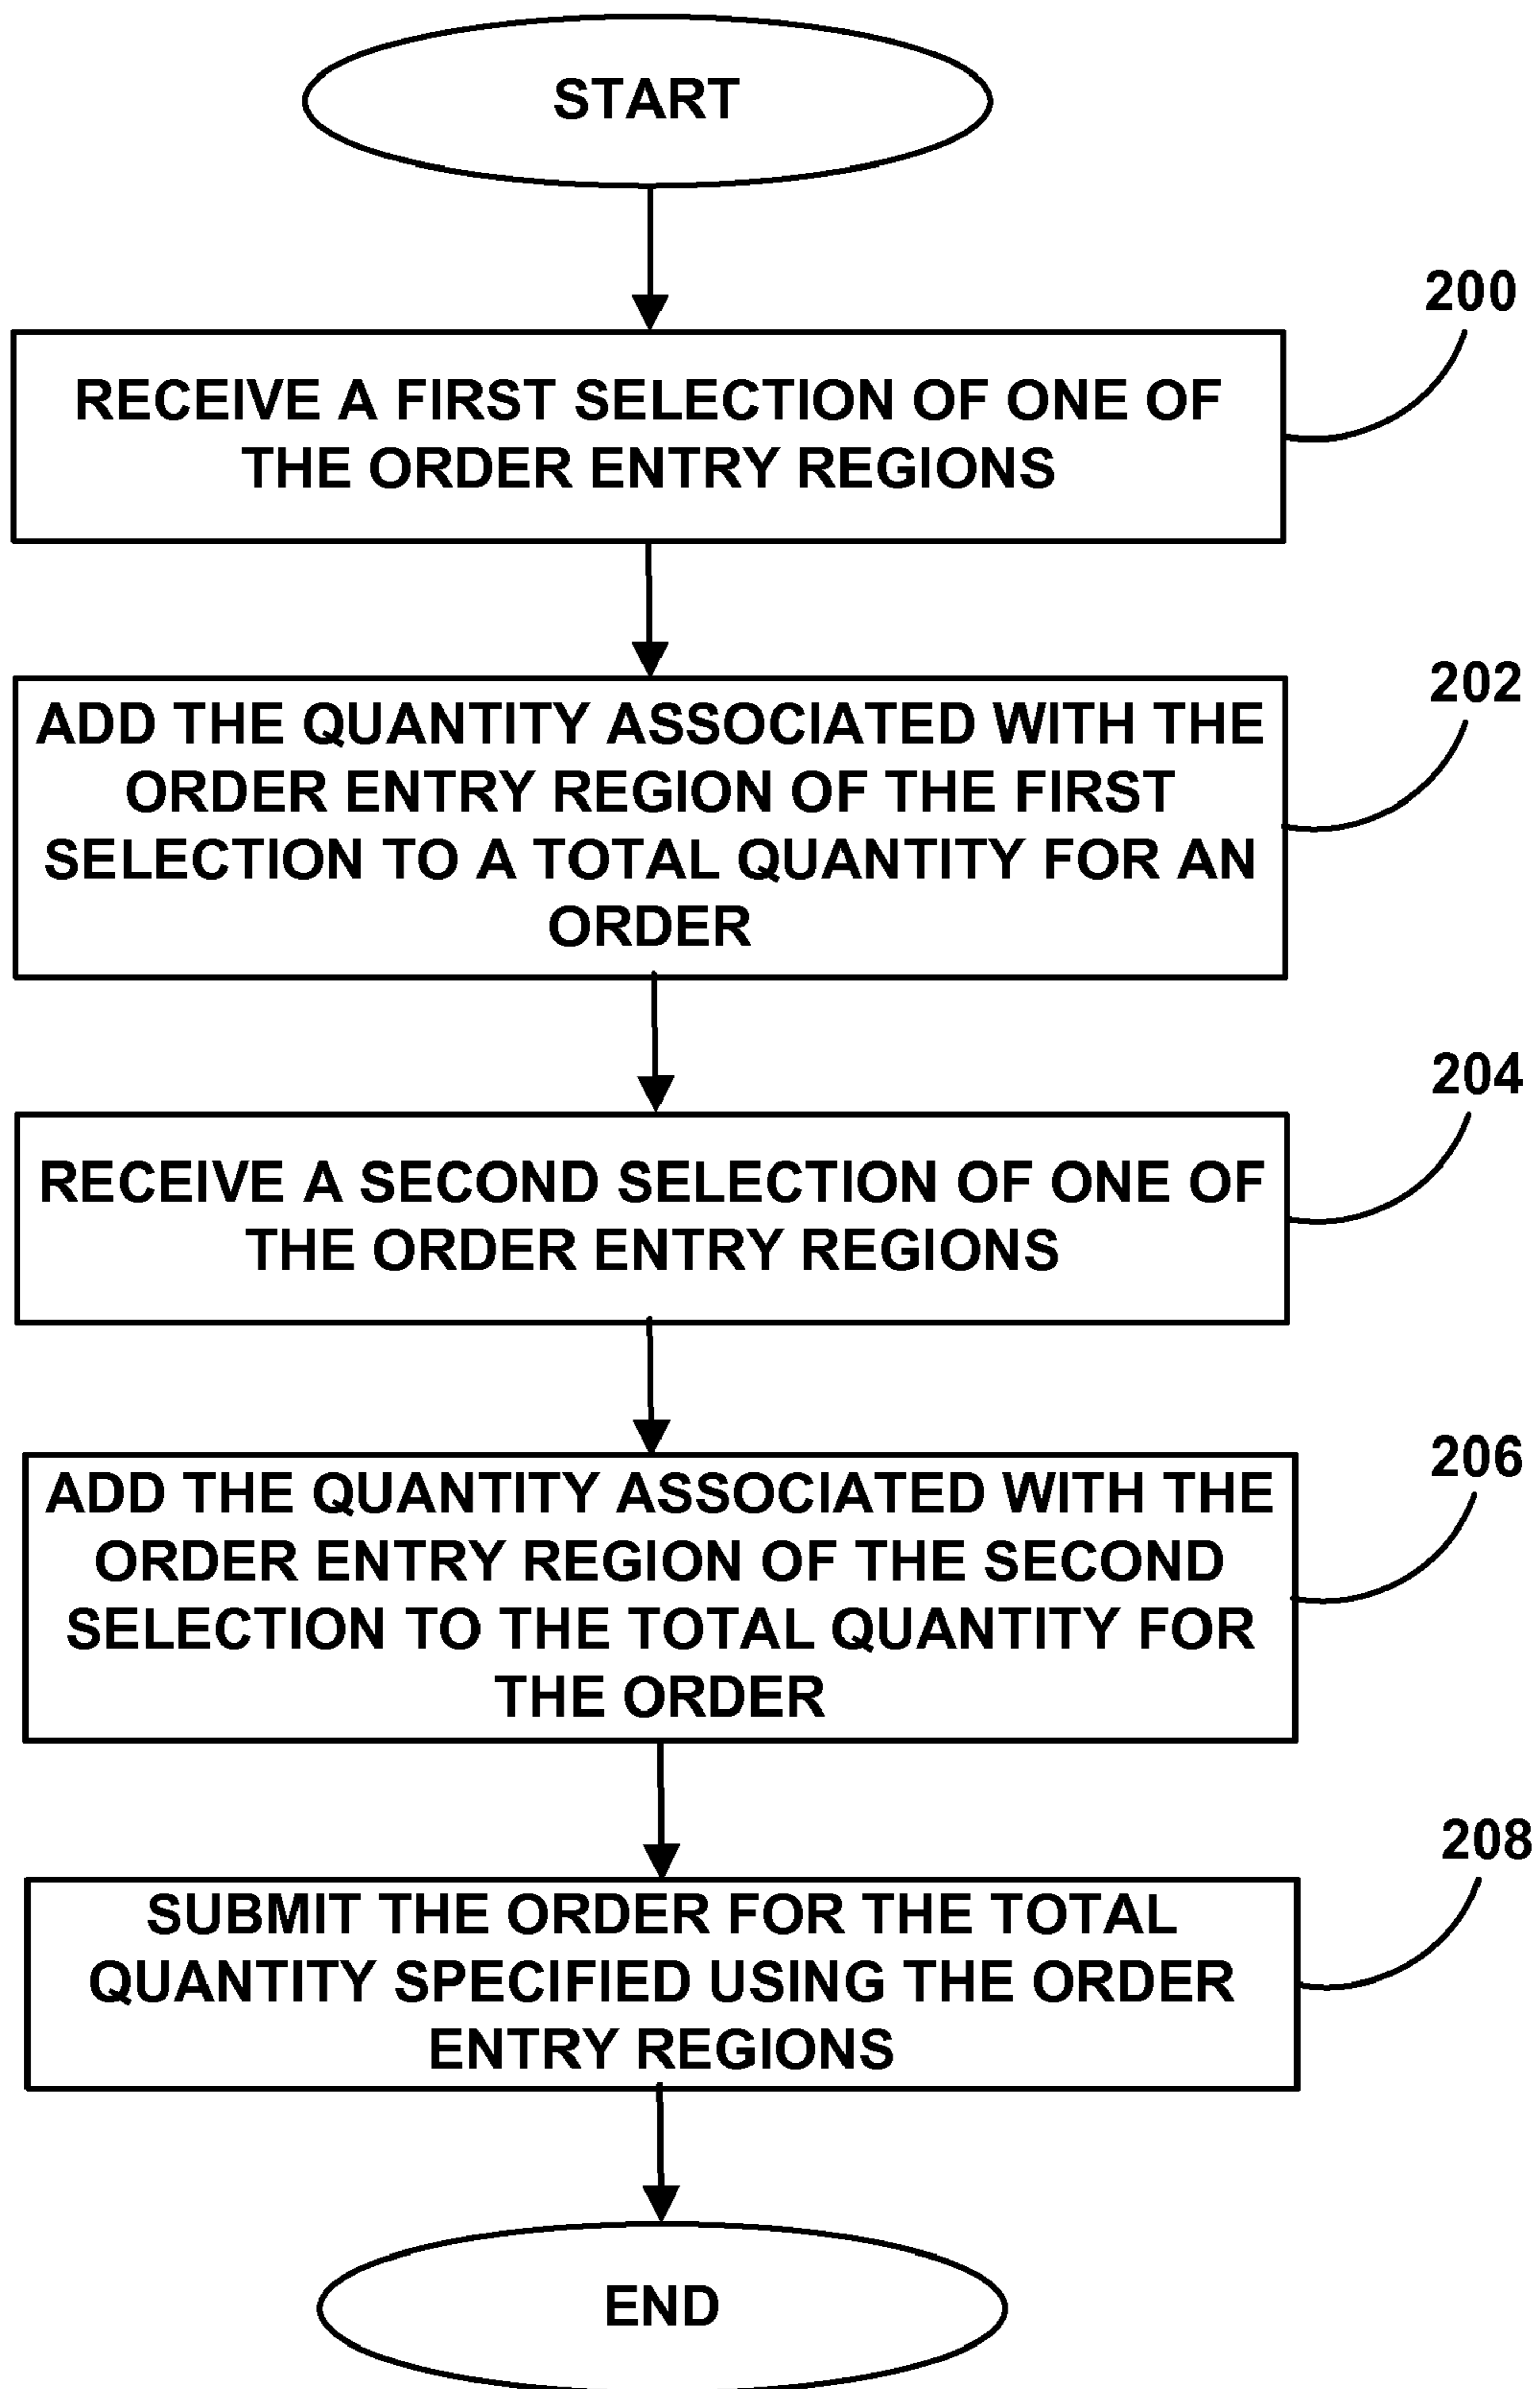 START
200
RECEIVE A FIRST SELECTION OF ONE OF
THE ORDER ENTRY REGIONS
202
ADD THE QUANTITY ASSOCIATED WITH THE
ORDER ENTRY REGION OF THE FIRST
SELECTION TO A TOTAL QUANTITY FOR AN
ORDER
204
RECEIVE A SECOND SELECTION OF ONE OF
THE ORDER ENTRY REGIONS
206
ADD THE QUANTITY ASSOCIATED WITH THE
ORDER ENTRY REGION OF THE SECOND
SELECTION TO THE TOTAL QUANTITY FOR
THE ORDER
208
SUBMIT THE ORDER FOR THE TOTAL
QUANTITY SPECIFIED USING THE ORDER
ENTRY REGIONS
END